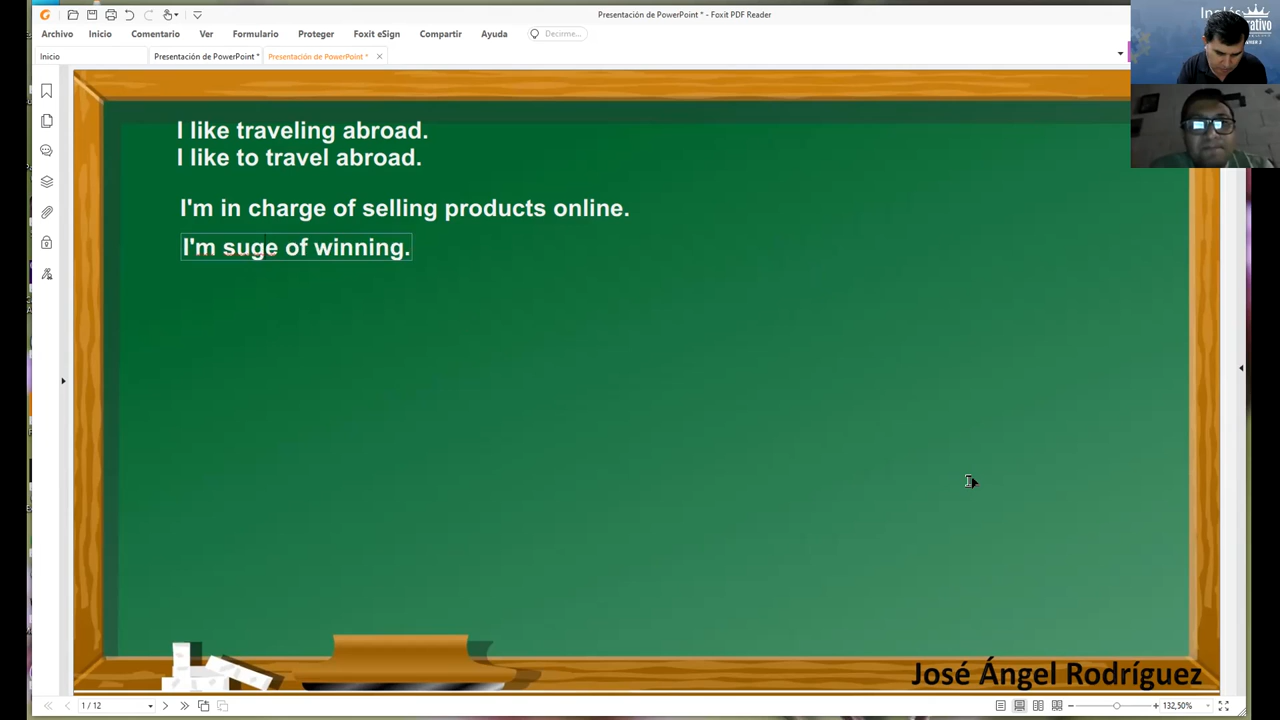 Presentación de PowerPoint * - Foxit PDF Reader
Archivo Inicio Comentario Ver Formulario Proteger Foxit eSign Compartir Ayuda Decirme...
Inicio Presentación de PowerPoint * Presentación de PowerPoint *
I like traveling abroad.
I like to travel abroad.
I'm in charge of selling products online.
I'm suge of winning.
José Ángel Rodríguez
1 / 12
132,50%